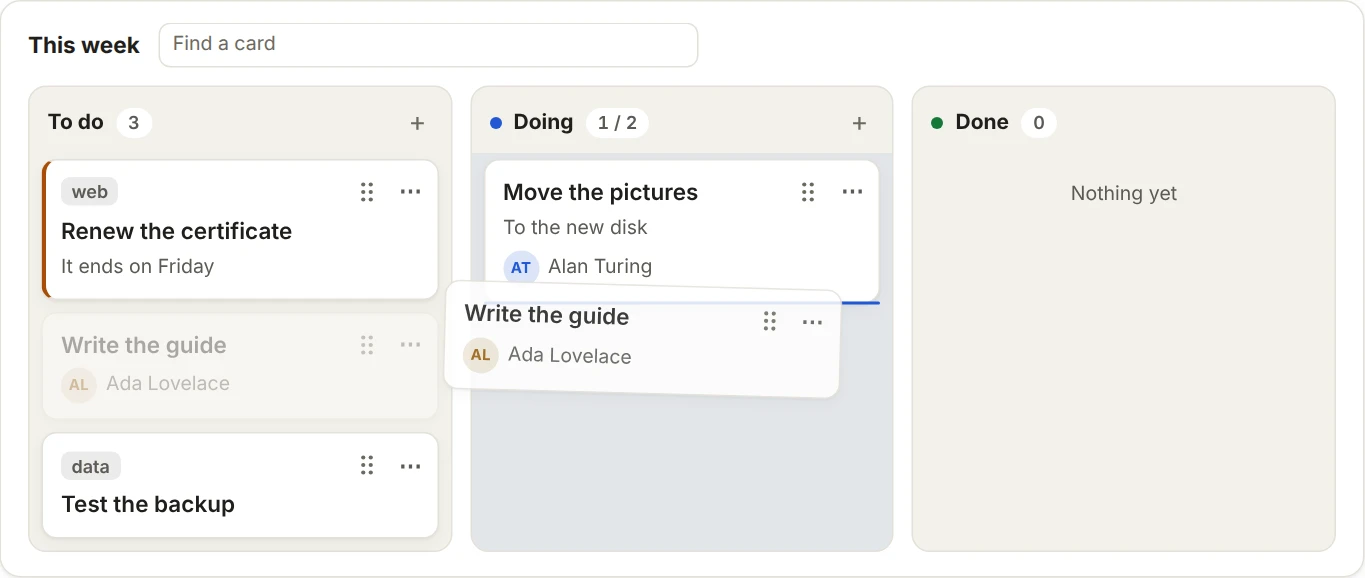 This week
Find a card
To do 3 +
web
Renew the certificate
It ends on Friday
Write the guide
AL Ada Lovelace
data
Test the backup
Doing 1 / 2 +
Move the pictures
To the new disk
AT Alan Turing
Write the guide
AL Ada Lovelace
Done 0
Nothing yet